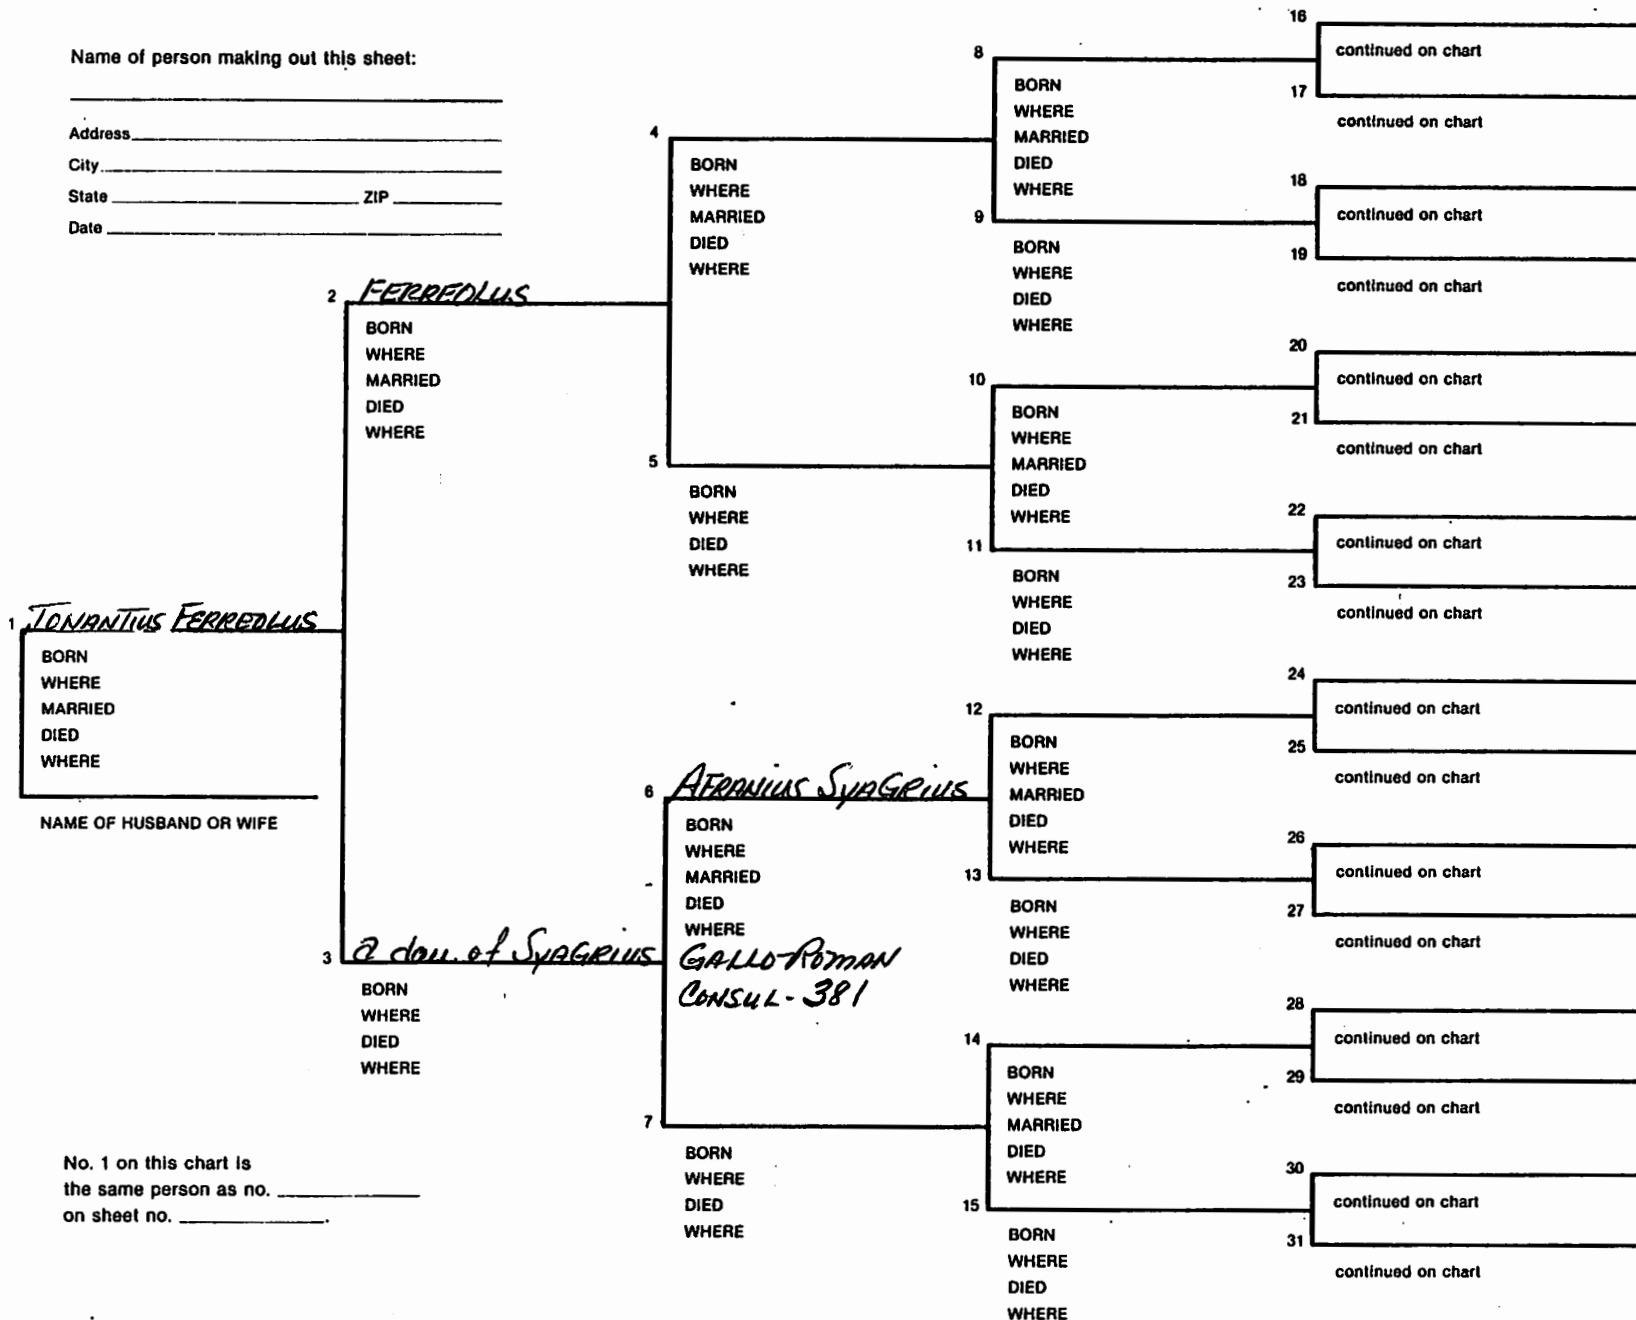 Name of person making out this sheet:
Address
City
State ZIP
Date
1 TONANTIUS FERREOLUS
BORN
WHERE
MARRIED
DIED
WHERE
NAME OF HUSBAND OR WIFE
2 FERREOLUS
BORN
WHERE
MARRIED
DIED
WHERE
3 a dau. of SYAGRIUS
BORN
WHERE
DIED
WHERE
No. 1 on this chart is
the same person as no.
on sheet no. .
4
BORN
WHERE
MARRIED
DIED
WHERE
5
BORN
WHERE
DIED
WHERE
6 AFRANIUS SYAGRIUS
BORN
WHERE
MARRIED
DIED
WHERE
GALLO-ROMAN
CONSUL - 381
7
BORN
WHERE
DIED
WHERE
8
BORN
WHERE
MARRIED
DIED
WHERE
9
BORN
WHERE
DIED
WHERE
10
BORN
WHERE
MARRIED
DIED
WHERE
11
BORN
WHERE
DIED
WHERE
12
BORN
WHERE
MARRIED
DIED
WHERE
13
BORN
WHERE
DIED
WHERE
14
BORN
WHERE
MARRIED
DIED
WHERE
15
BORN
WHERE
DIED
WHERE
16
continued on chart
17
continued on chart
18
continued on chart
19
continued on chart
20
continued on chart
21
continued on chart
22
continued on chart
23
continued on chart
24
continued on chart
25
continued on chart
26
continued on chart
27
continued on chart
28
continued on chart
29
continued on chart
30
continued on chart
31
continued on chart